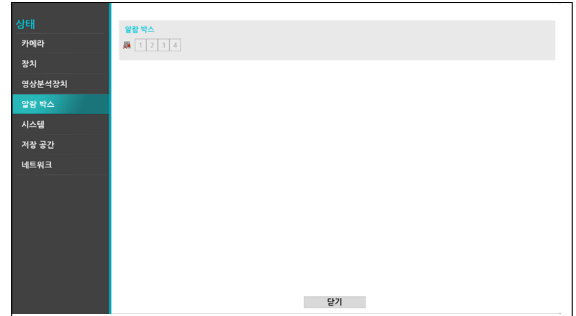 상태
카메라
장치
영상분석장치
알람 박스
시스템
저장 공간
네트워크
알람 박스
1 2 3 4
닫기